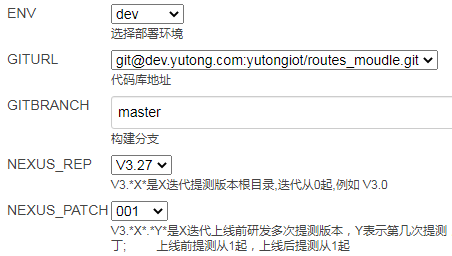 ENV dev
选择部署环境
GITURL git@dev.yutong.com:yutongiot/routes_moudle.git
代码库地址
GITBRANCH master
构建分支
NEXUS_REP V3.27
V3.*X*是X迭代提测版本根目录,迭代从0起,例如 V3.0
NEXUS_PATCH 001
V3.*X*.*Y*是X迭代上线前研发多次提测版本，Y表示第几次提测
丁; 上线前提测从1起，上线后提测从1起